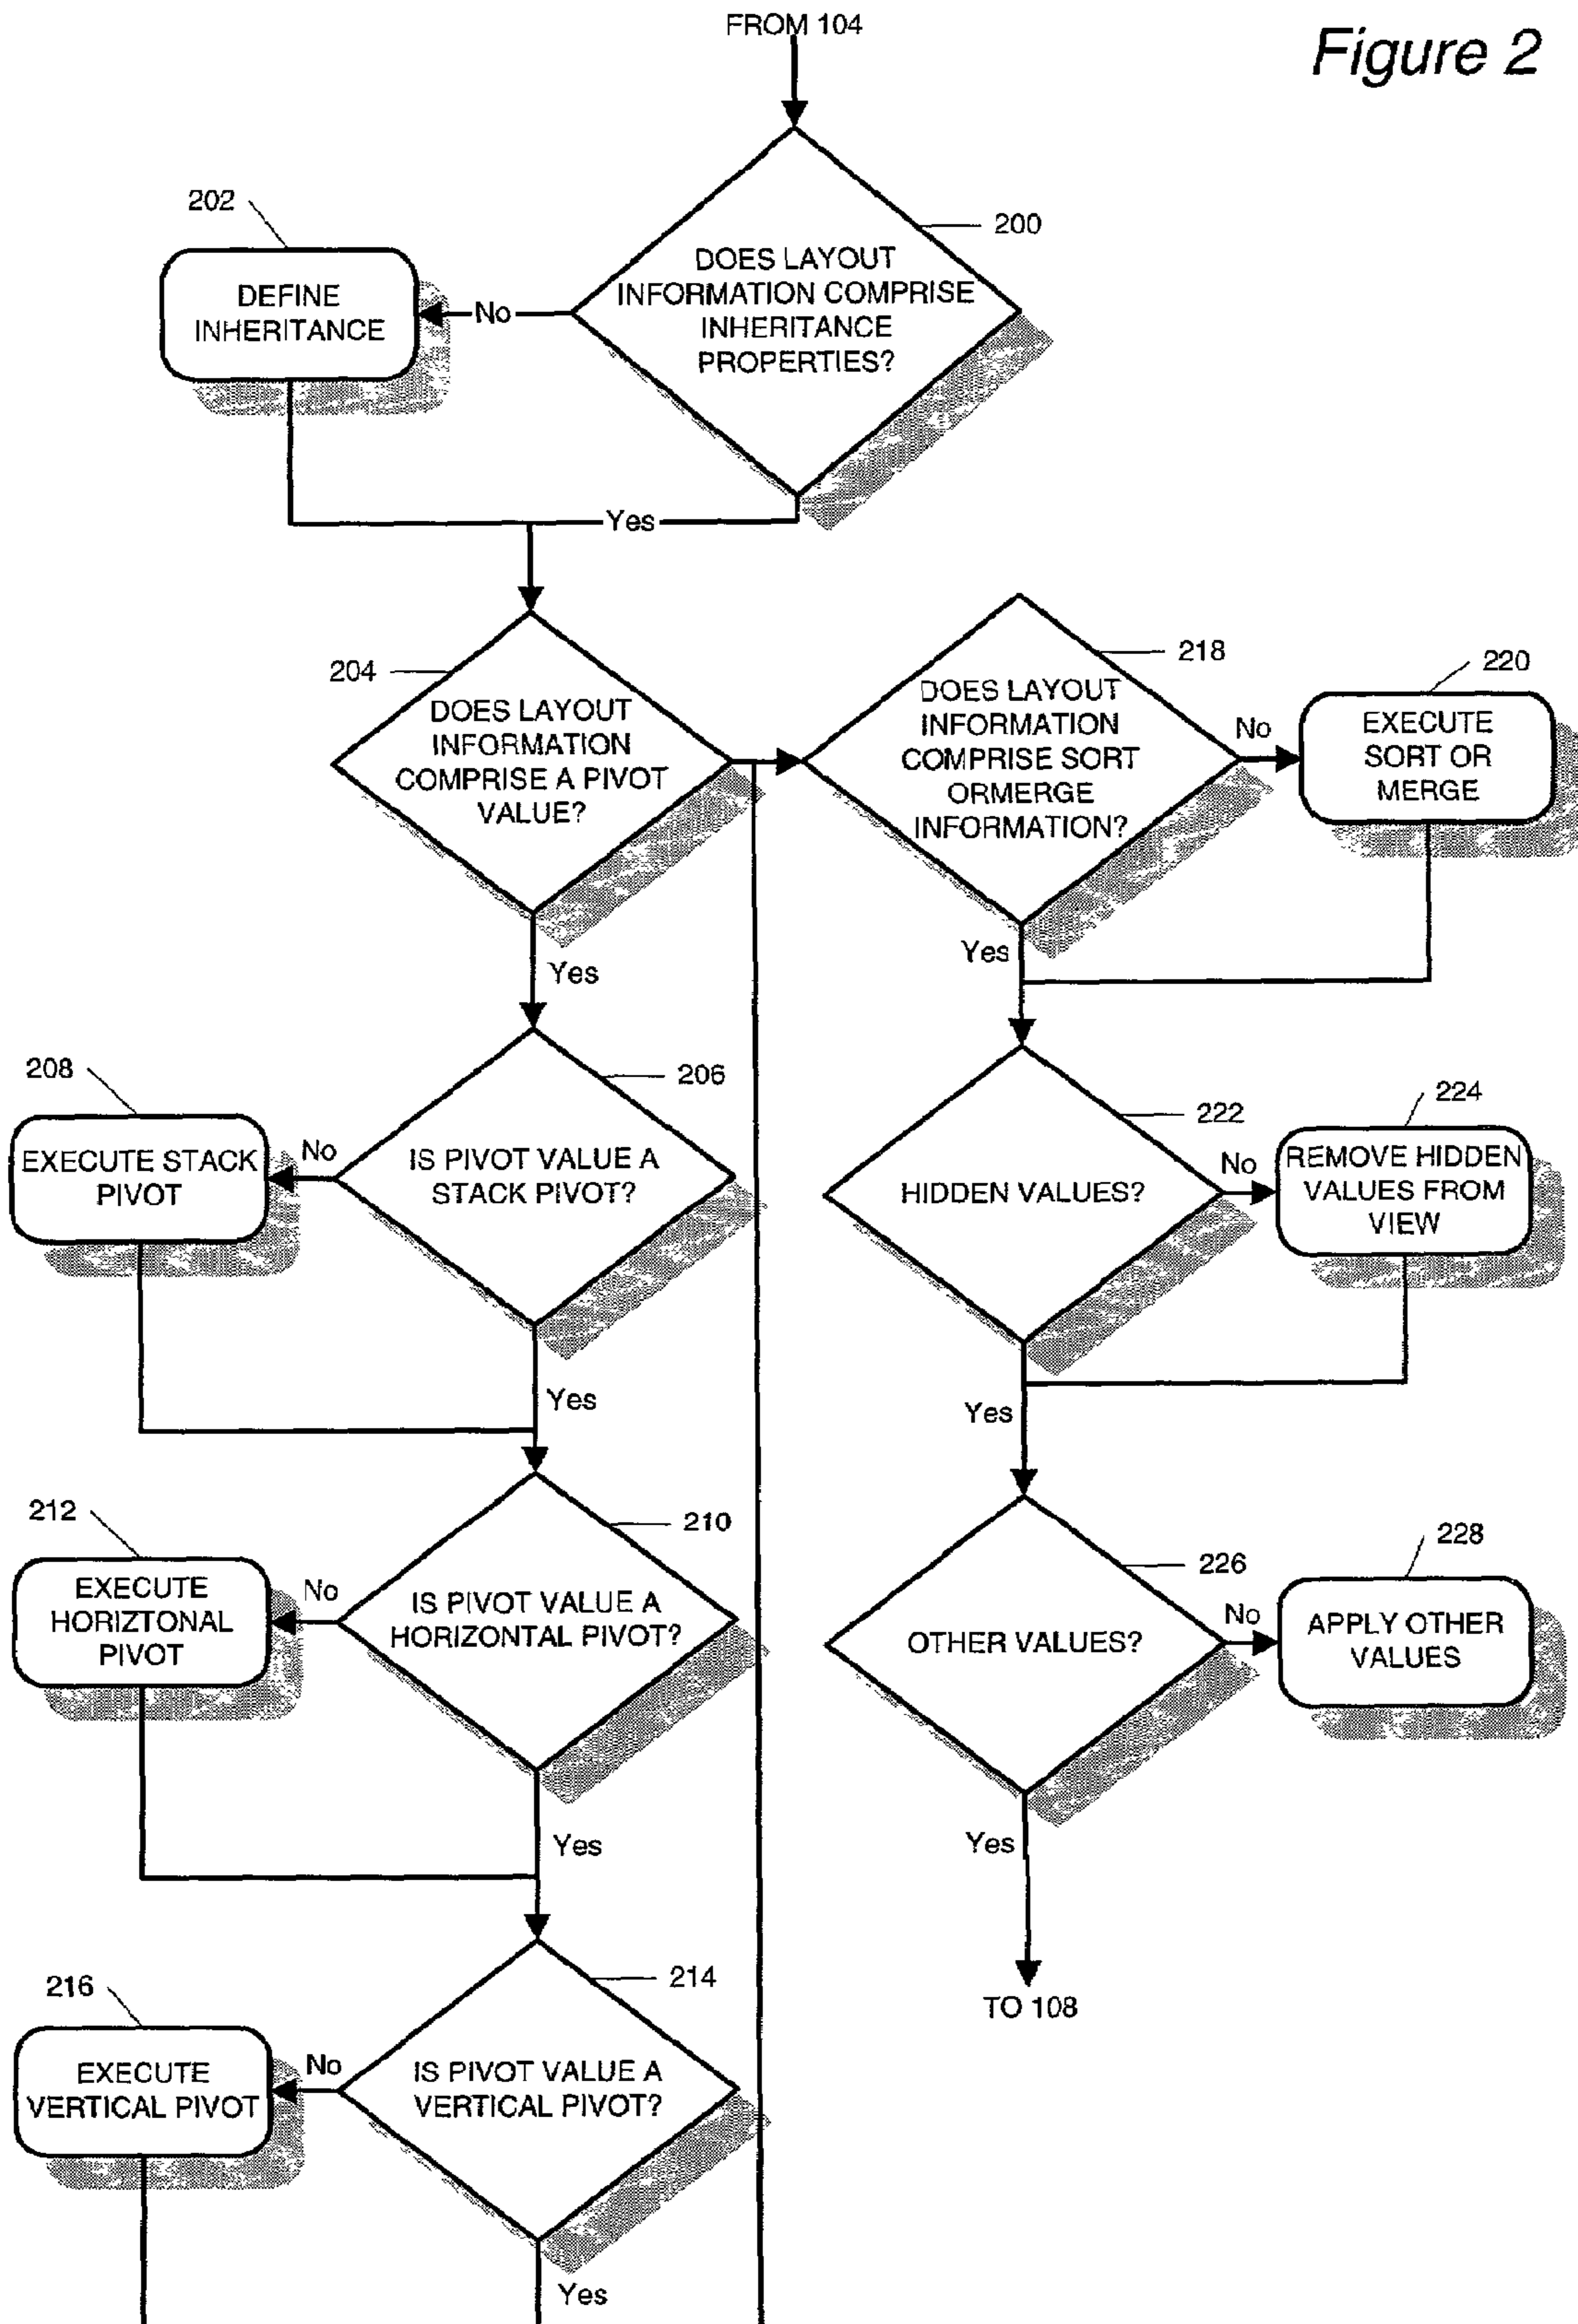 FROM 104
Figure 2
202
200
DOES LAYOUT
INFORMATION COMPRISE
INHERITANCE
PROPERTIES?
DEFINE
INHERITANCE
No
Yes
204
DOES LAYOUT
INFORMATION
COMPRISE A PIVOT
VALUE?
Yes
218
DOES LAYOUT
INFORMATION
COMPRISE SORT
ORMERGE
INFORMATION?
No
220
EXECUTE
SORT OR
MERGE
Yes
208
206
EXECUTE STACK
PIVOT
No
IS PIVOT VALUE A
STACK PIVOT?
Yes
222
HIDDEN VALUES?
No
224
REMOVE HIDDEN
VALUES FROM
VIEW
Yes
212
210
EXECUTE
HORIZTONAL
PIVOT
No
IS PIVOT VALUE A
HORIZONTAL PIVOT?
Yes
226
OTHER VALUES?
No
228
APPLY OTHER
VALUES
Yes
TO 108
216
214
EXECUTE
VERTICAL PIVOT
No
IS PIVOT VALUE A
VERTICAL PIVOT?
Yes